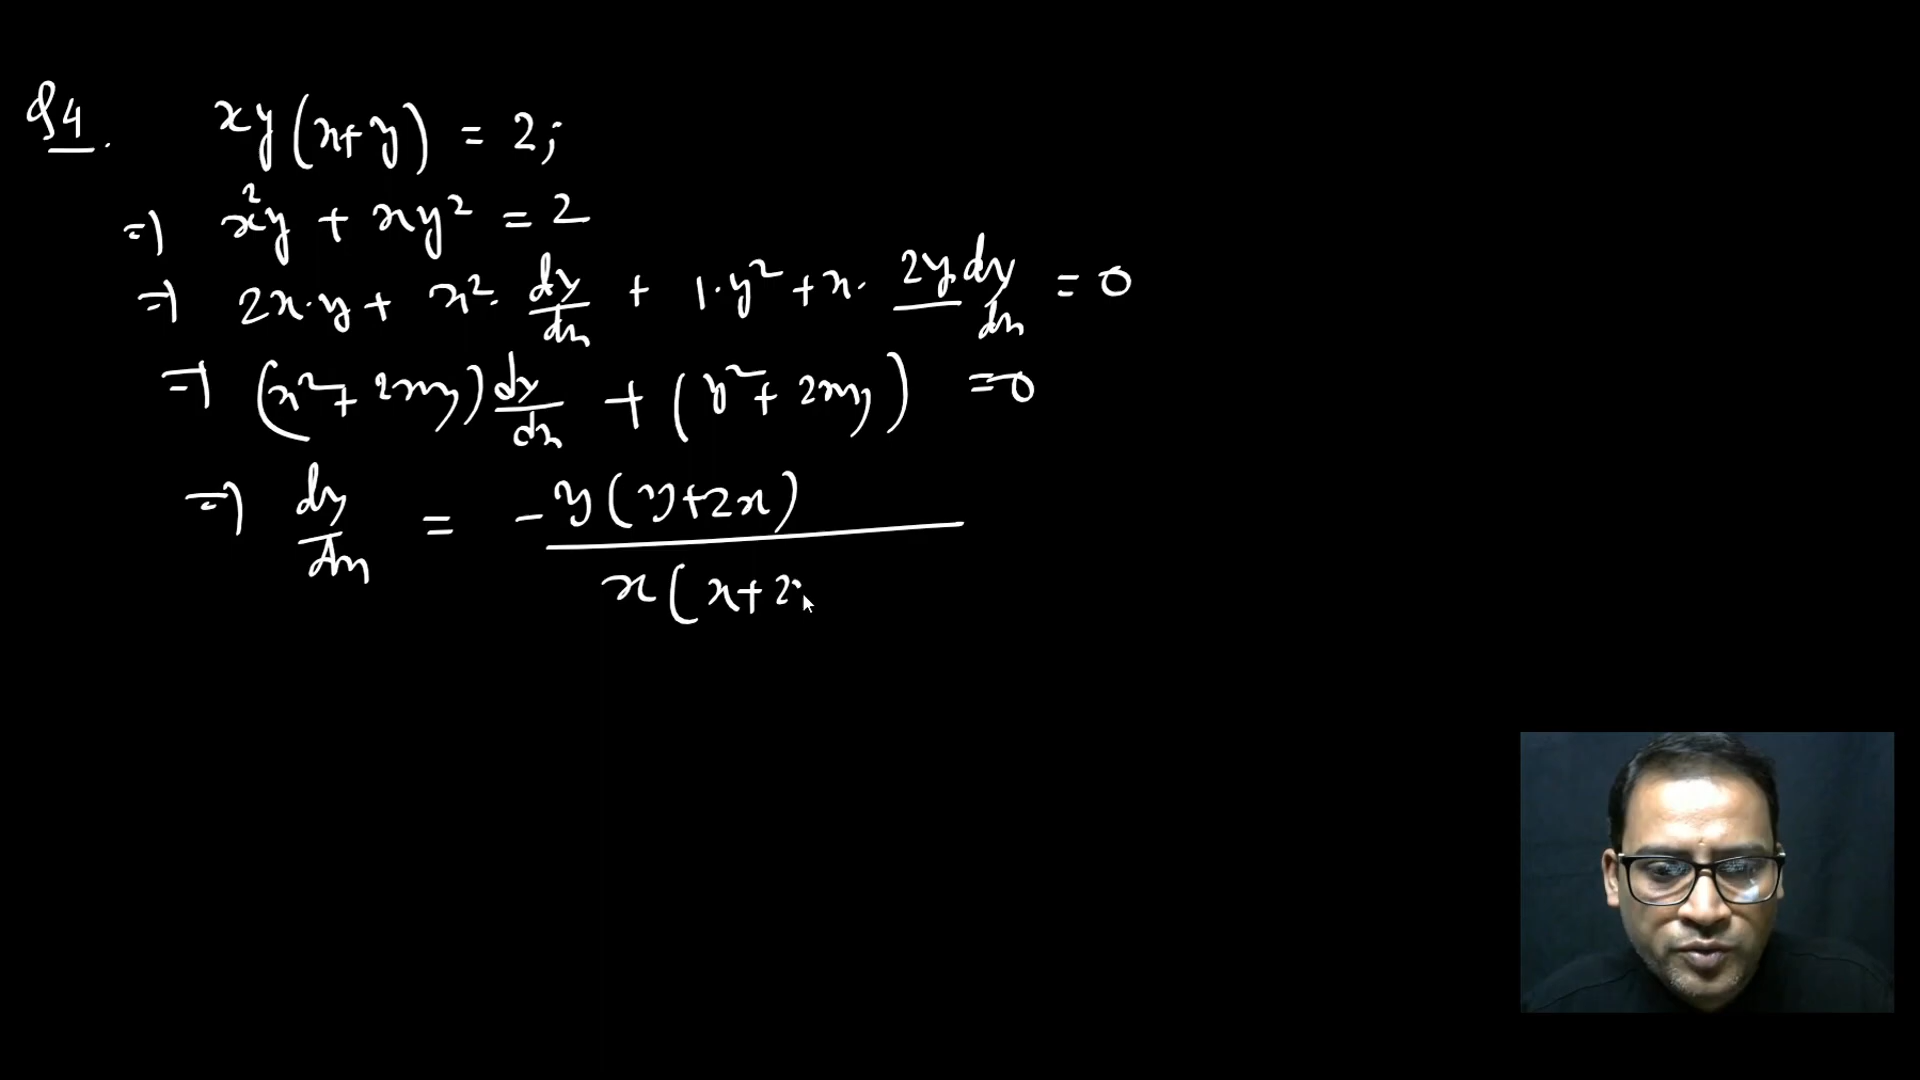 Q4. xy(x+y) = 2;
=) x²y + xy² = 2
=) 2x·y + x²· dy/dx + 1·y² + x· 2y dy/dx = 0
=) (x²+ 2xy) dy/dx + (y²+ 2xy) = 0
=) dy/dx = -y(y+2x) / x(x+2